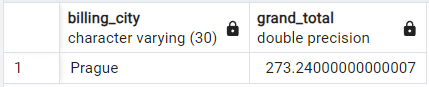 billing_city grand_total
character varying (30) double precision
1 Prague 273.24000000000007